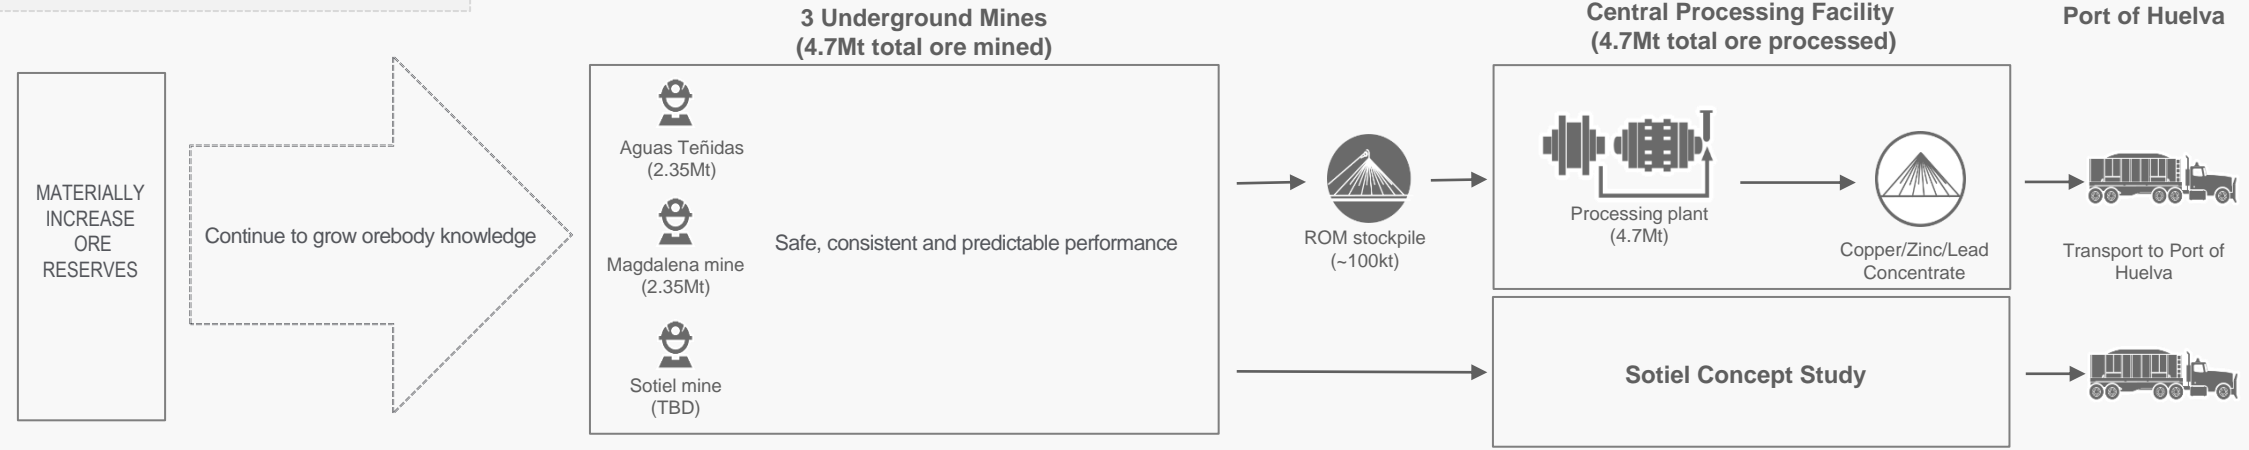 3 Underground Mines
(4.7Mt total ore mined)
Central Processing Facility
(4.7Mt total ore processed)
Port of Huelva
MATERIALLY
INCREASE
ORE
RESERVES
Continue to grow orebody knowledge
Aguas Teñidas
(2.35Mt)
Magdalena mine
(2.35Mt)
Sotiel mine
(TBD)
Safe, consistent and predictable performance
ROM stockpile
(~100kt)
Processing plant
(4.7Mt)
Copper/Zinc/Lead
Concentrate
Transport to Port of
Huelva
Sotiel Concept Study